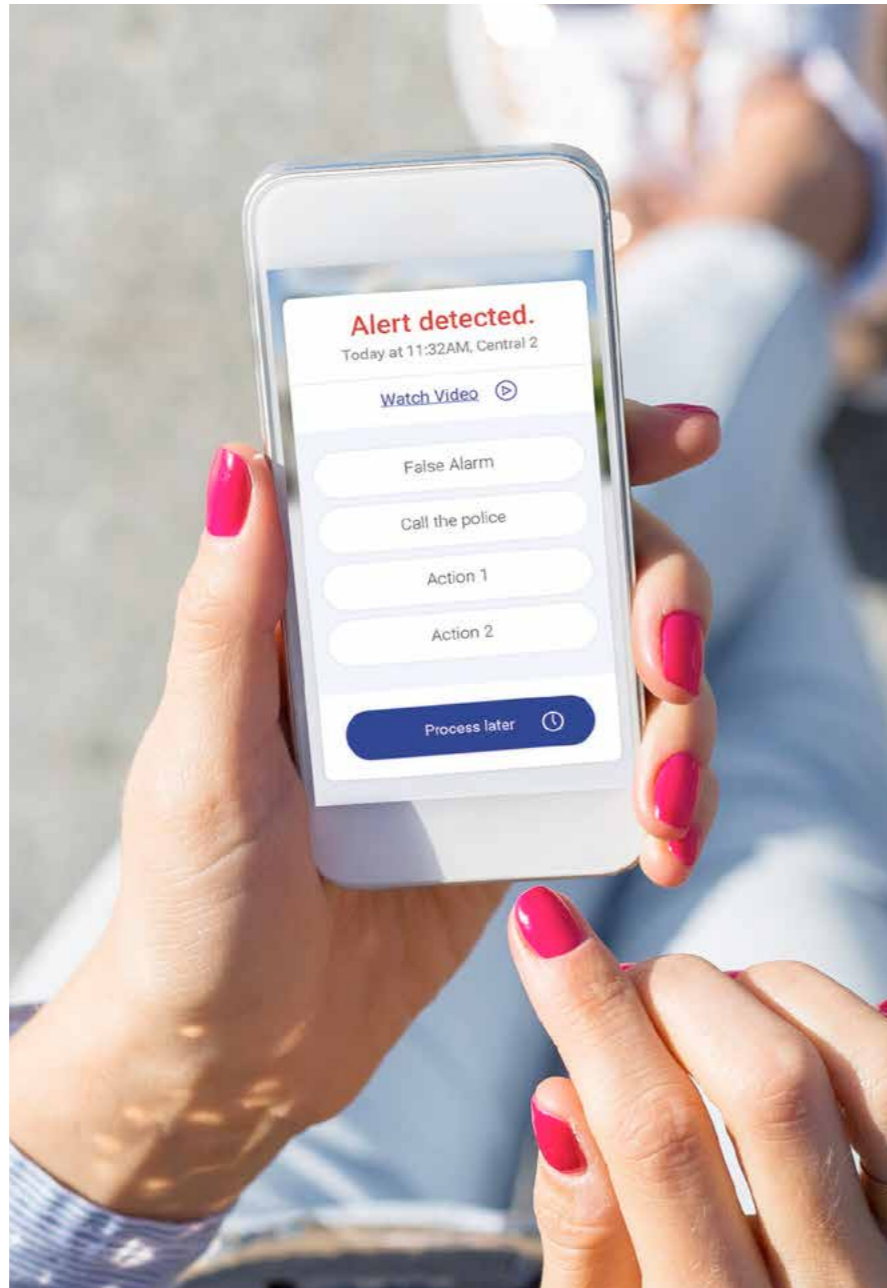 Alert detected.
Today at 11:32AM, Central 2
Watch Video
False Alarm
Call the police
Action 1
Action 2
Process later